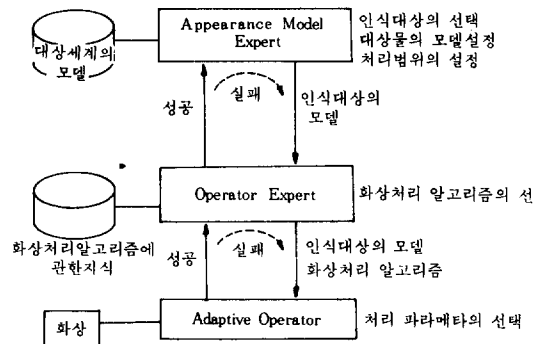 대상세계의
모델
Appearance Model
Expert
인식대상의 선택
대상물의 모델설정
처리범위의 설정
성공
실패
인식대상의
모델
Operator Expert
화상처리 알고리즘의 선
화상처리알고리즘에
관한지식
성공
실패
인식대상의 모델
화상처리 알고리즘
화상
Adaptive Operator
처리 파라메타의 선택